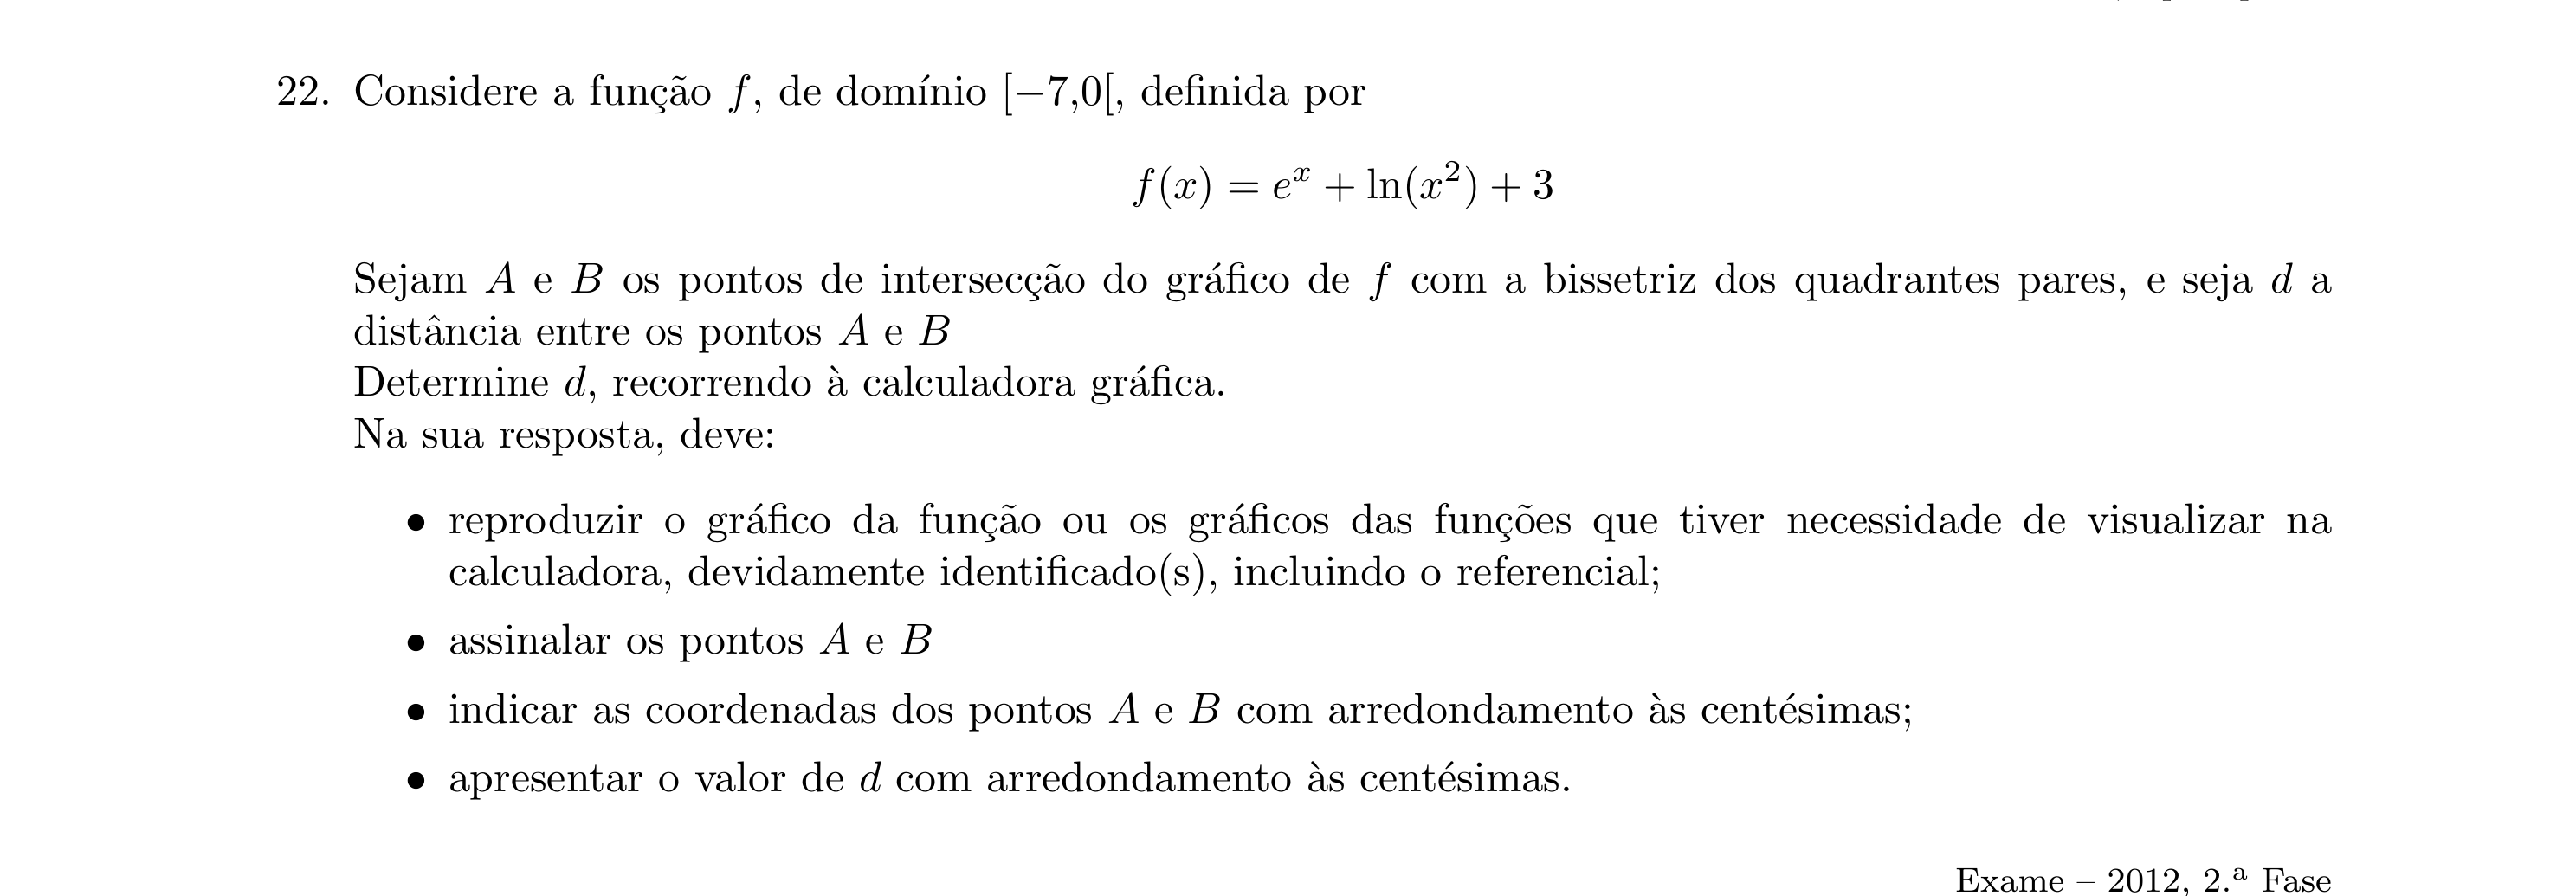 22. Considere a função f, de domínio [−7,0[, definida por
f(x) = eˣ + ln(x²) + 3
Sejam A e B os pontos de intersecção do gráfico de f com a bissetriz dos quadrantes pares, e seja d a
distância entre os pontos A e B
Determine d, recorrendo à calculadora gráfica.
Na sua resposta, deve:
• reproduzir o gráfico da função ou os gráficos das funções que tiver necessidade de visualizar na
calculadora, devidamente identificado(s), incluindo o referencial;
• assinalar os pontos A e B
• indicar as coordenadas dos pontos A e B com arredondamento às centésimas;
• apresentar o valor de d com arredondamento às centésimas.
Exame – 2012, 2.ª Fase